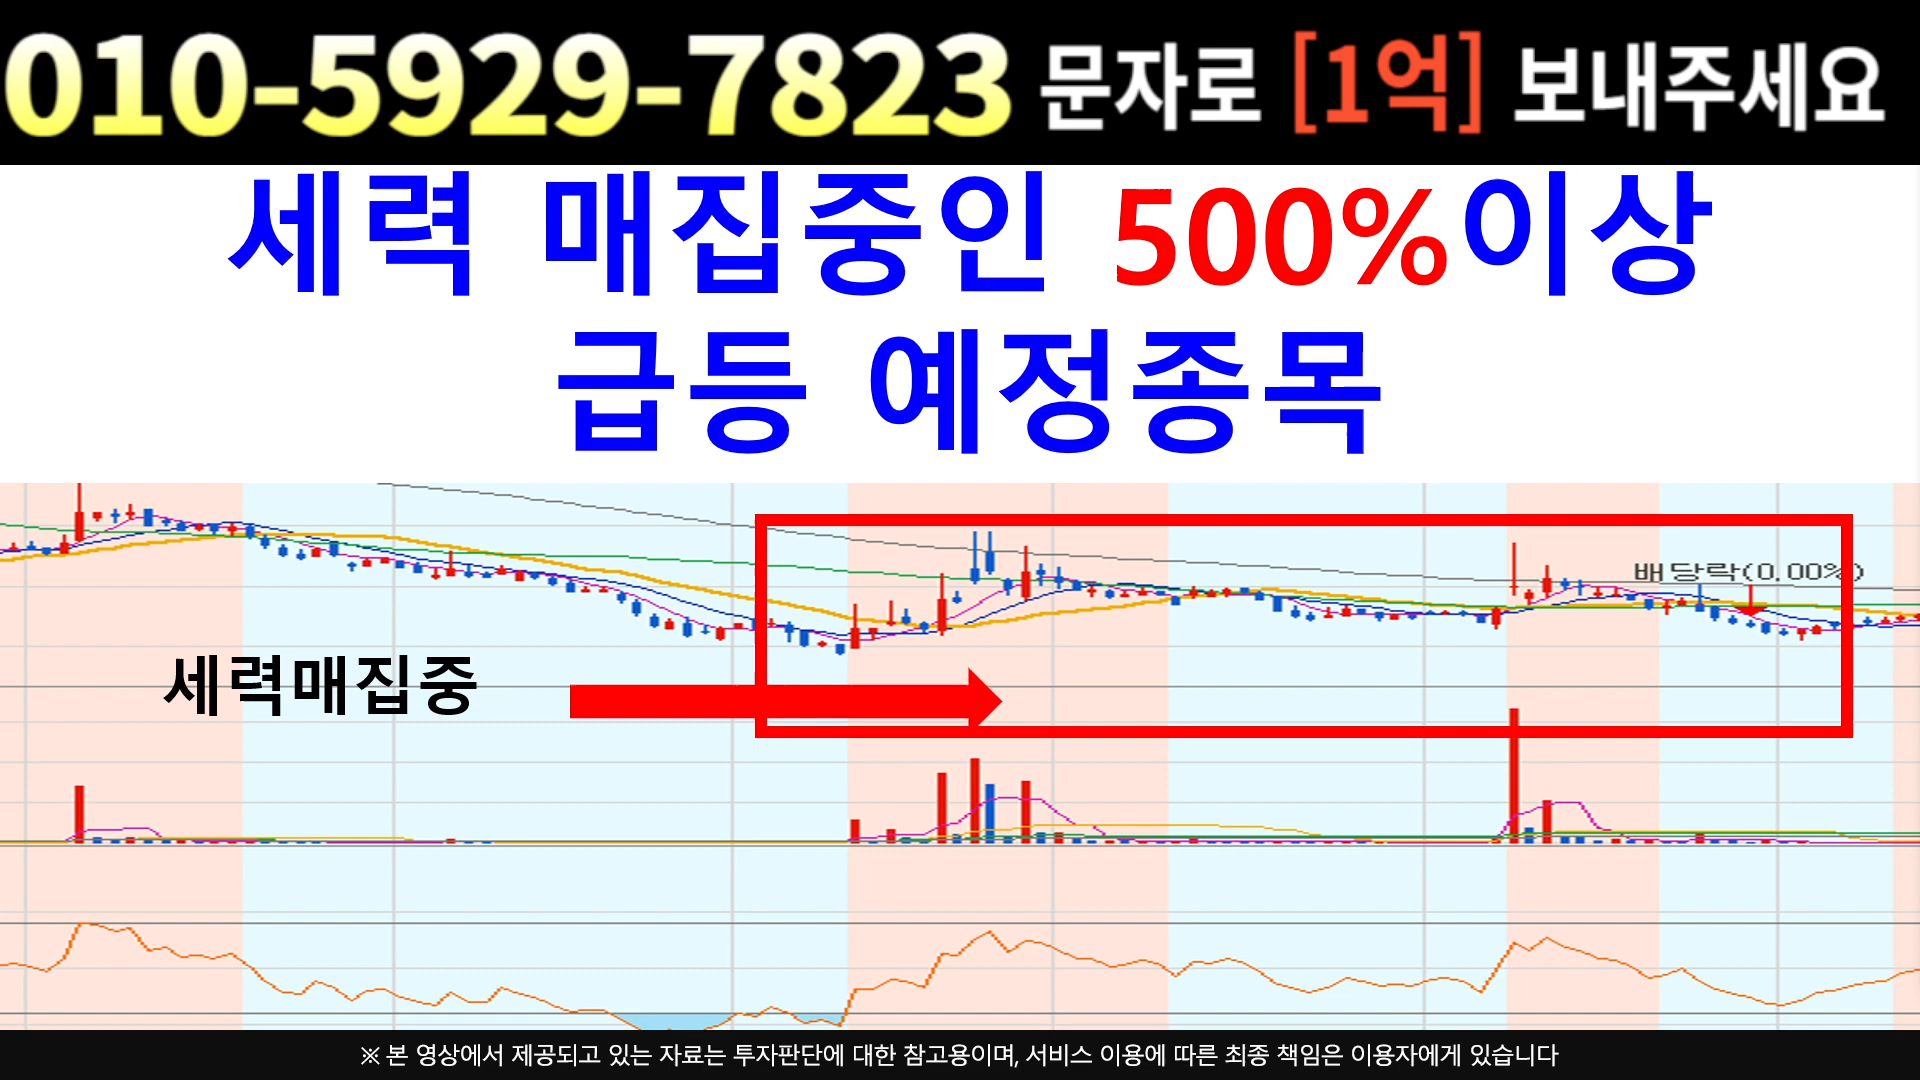 010-5929-7823 문자로 [1억] 보내주세요
세력 매집중인 500%이상
급등 예정종목
배당락(0.00%)
세력매집중
※ 본 영상에서 제공되고 있는 자료는 투자판단에 대한 참고용이며, 서비스 이용에 따른 최종 책임은 이용자에게 있습니다